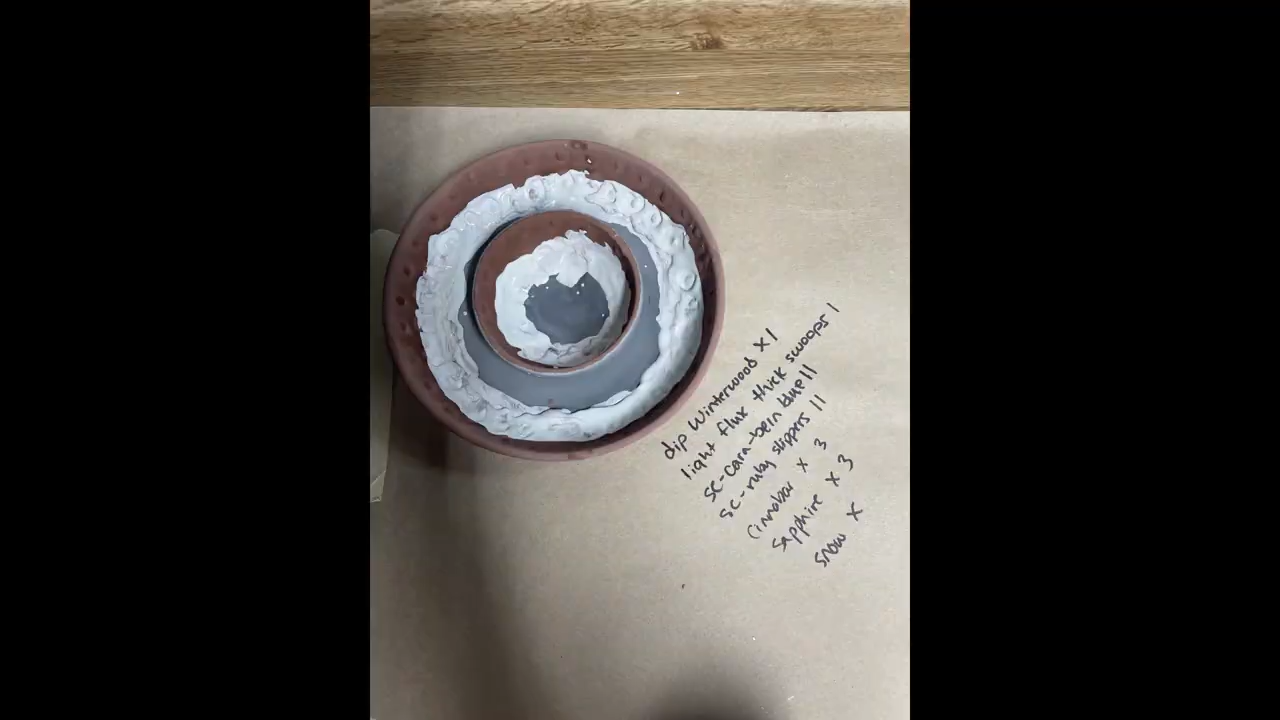 dip Winterwood x 1
light flux thick swoops 1
SC-Cara-bein blue 11
SC-ruby slippers 11
Cinnabar x 3
Sapphire x 3
Snow x